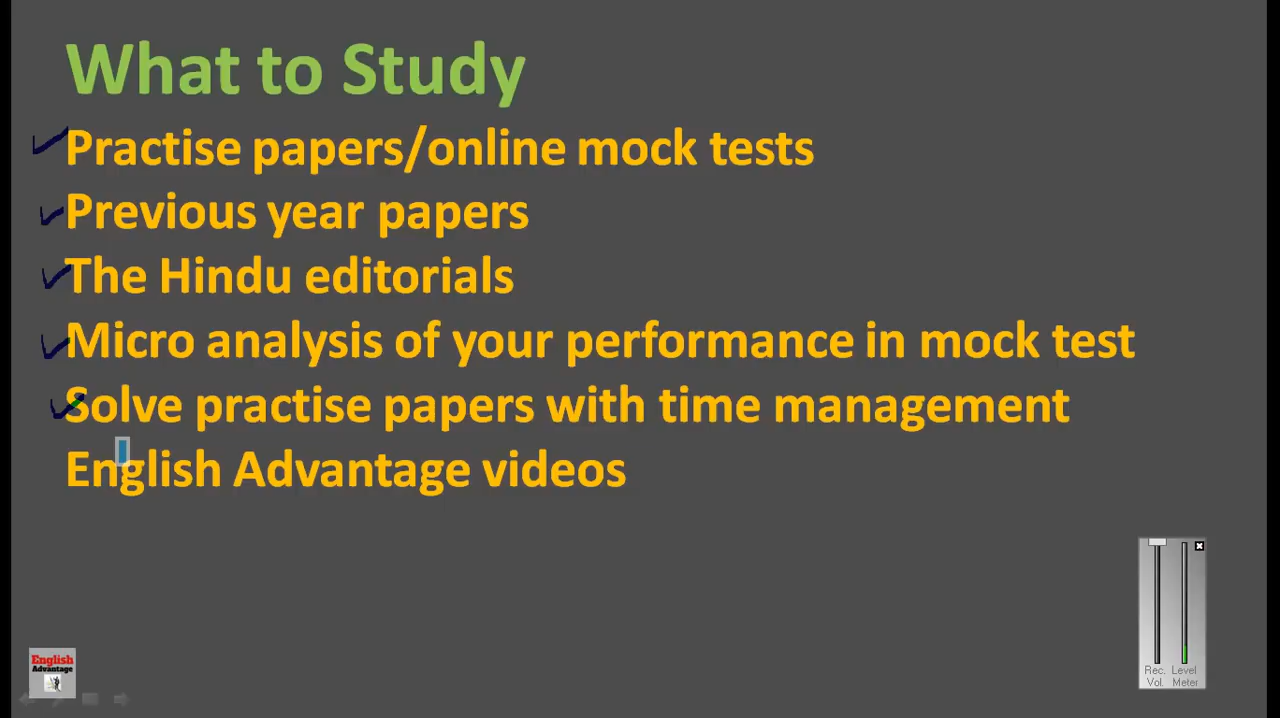 What to Study
Practise papers/online mock tests
Previous year papers
The Hindu editorials
Micro analysis of your performance in mock test
Solve practise papers with time management
English Advantage videos
Rec. Level
Vol. Meter
English
Advantage